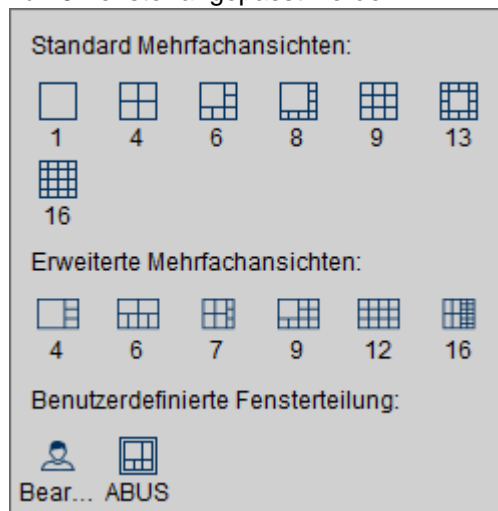 Standard Mehrfachansichten:
1 4 6 8 9 13
16
Erweiterte Mehrfachansichten:
4 6 7 9 12 16
Benutzerdefinierte Fensterteilung:
Bear... ABUS